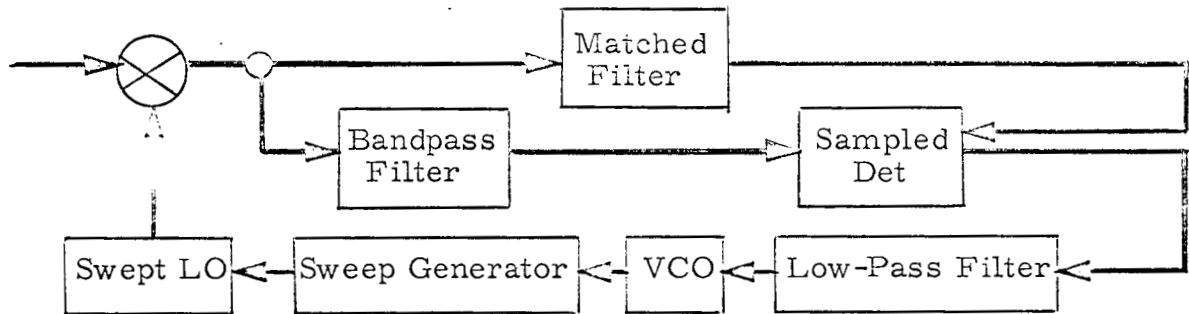 Matched
Filter
Bandpass
Filter
Sampled
Det
Swept LO
Sweep Generator
VCO
Low-Pass Filter